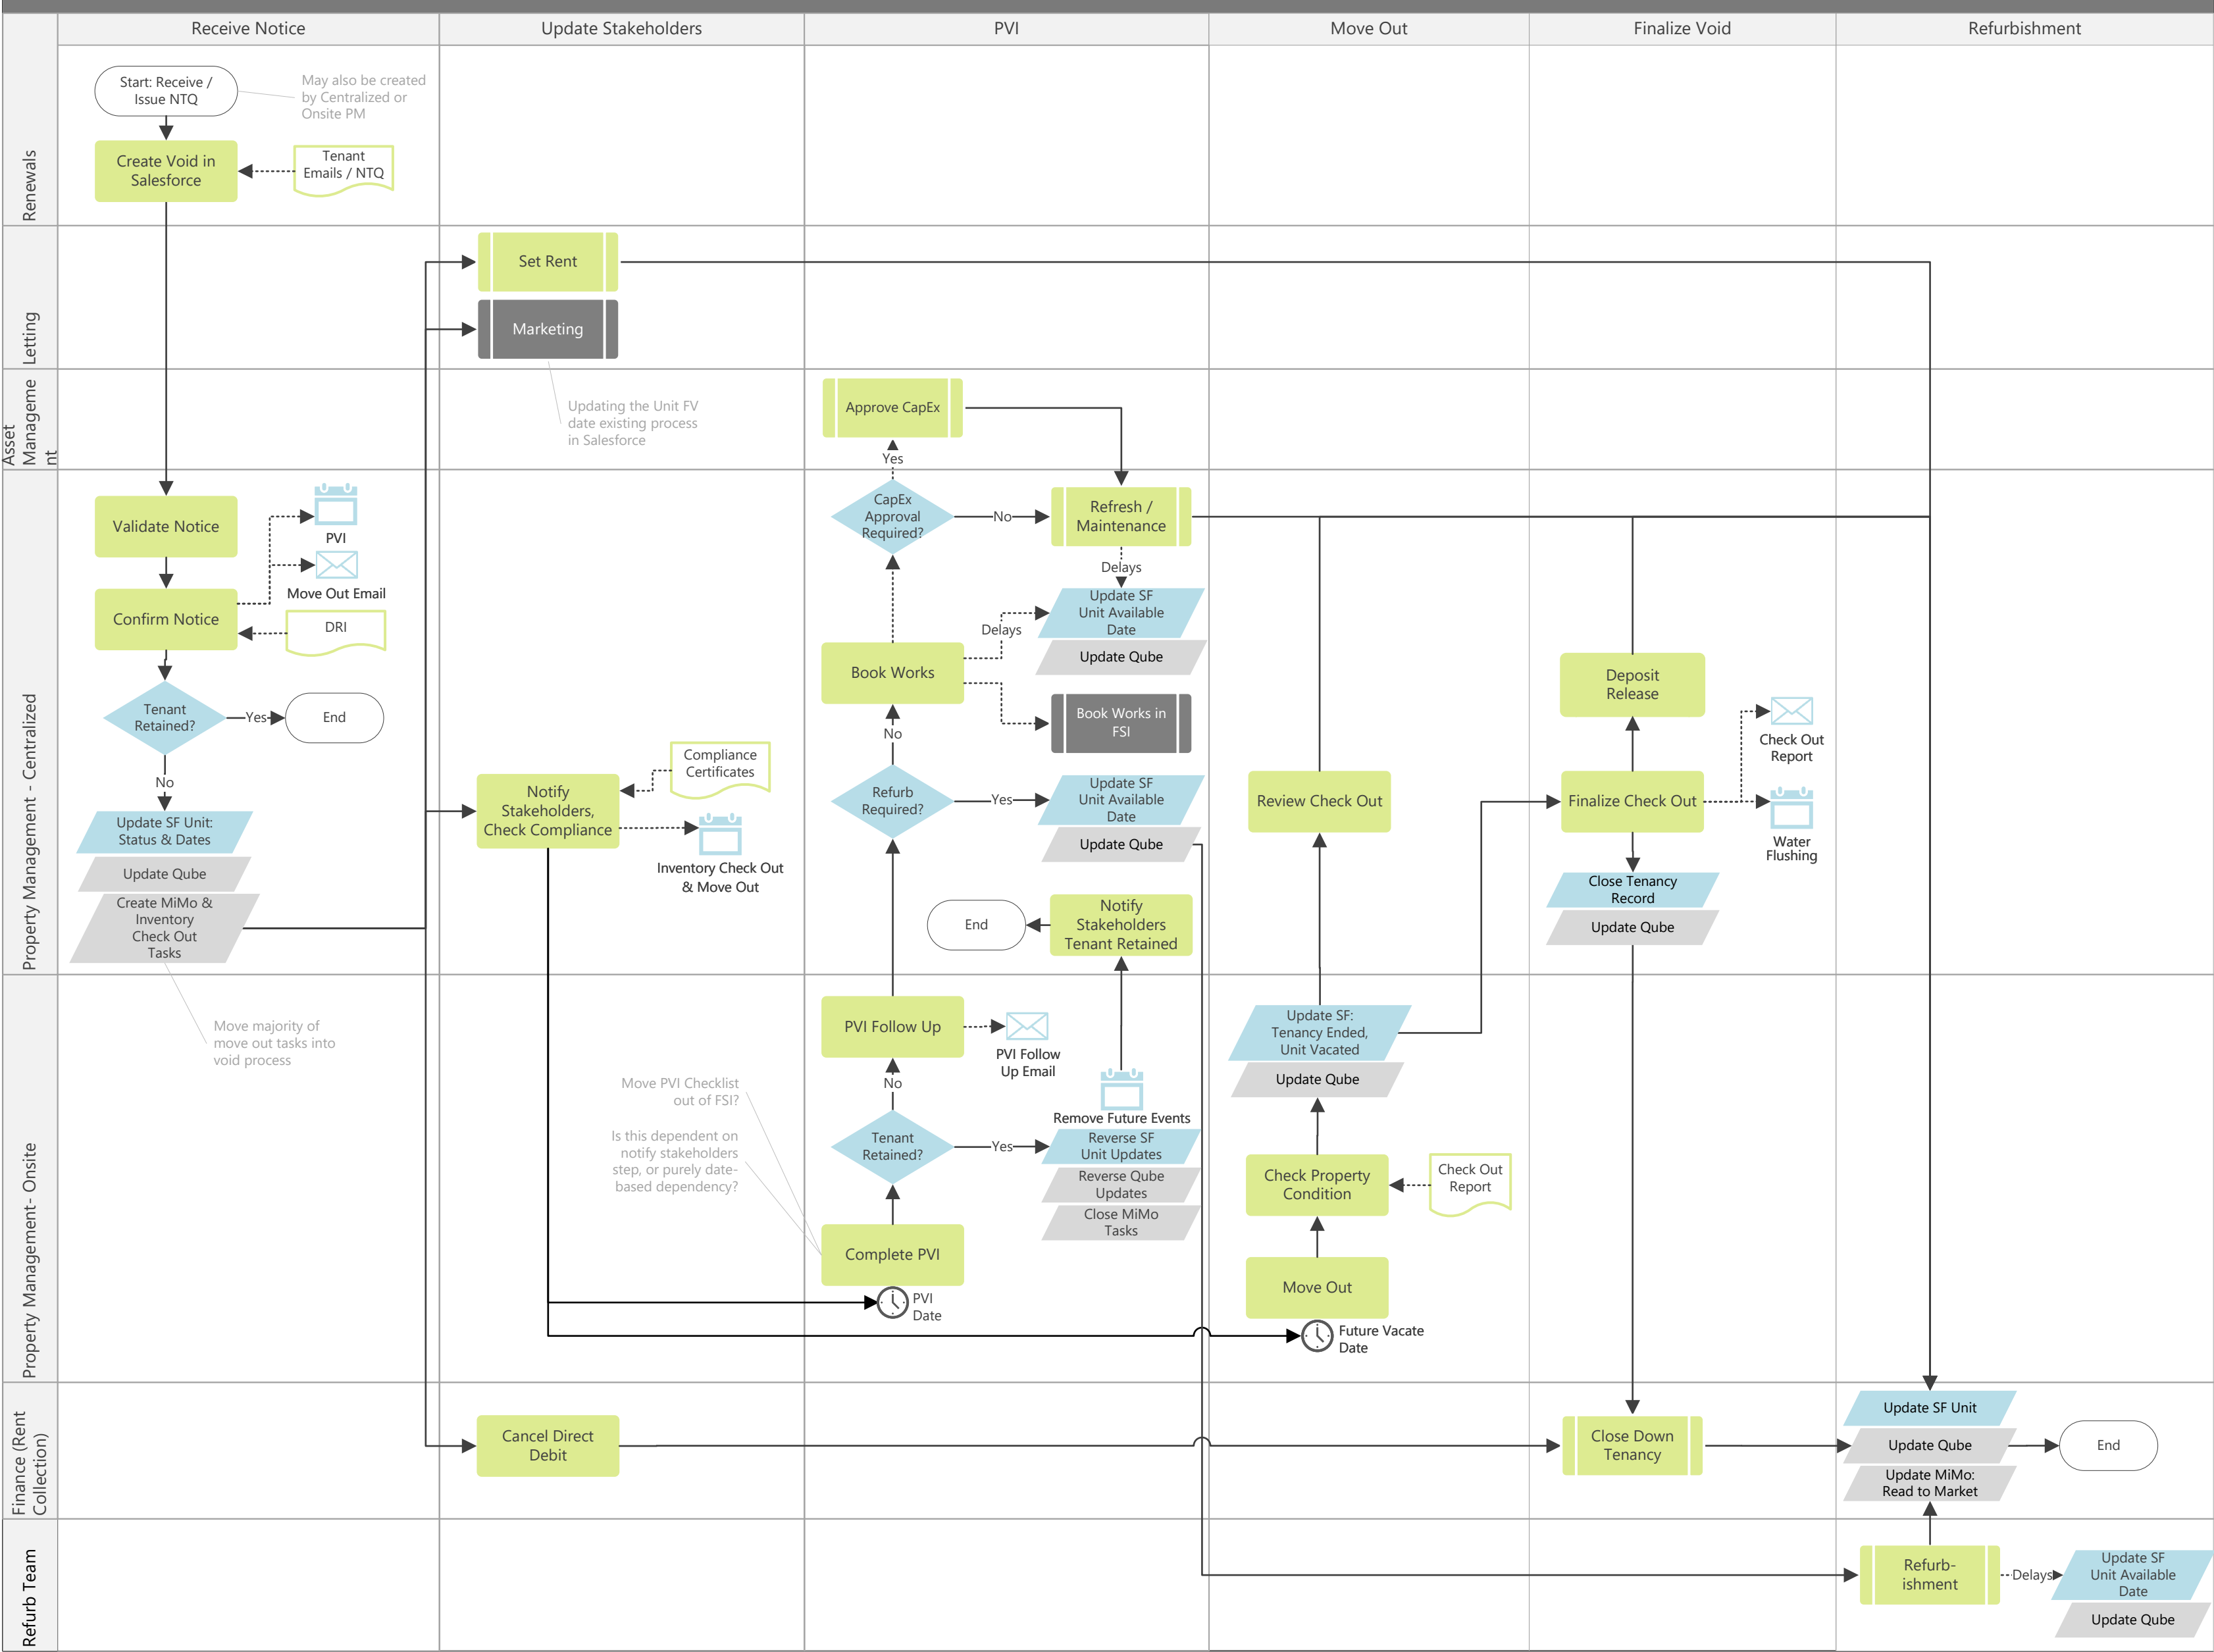 Receive Notice
Update Stakeholders
PVI
Move Out
Finalize Void
Refurbishment
Renewals
Start: Receive /
Issue NTQ
May also be created
by Centralized or
Onsite PM
Create Void in
Salesforce
Tenant
Emails / NTQ
Letting
Set Rent
Marketing
Updating the Unit FV
date existing process
in Salesforce
Asset
Manageme
nt
Approve CapEx
Yes
Property Management - Centralized
Validate Notice
PVI
Move Out Email
Confirm Notice
DRI
Tenant
Retained?
Yes
End
No
Update SF Unit:
Status & Dates
Update Qube
Create MiMo &
Inventory
Check Out
Tasks
Notify
Stakeholders,
Check Compliance
Compliance
Certificates
Inventory Check Out
& Move Out
CapEx
Approval
Required?
No
Refresh /
Maintenance
Delays
Update SF
Unit Available
Date
Update Qube
Delays
Book Works
Book Works in
FSI
No
Refurb
Required?
Yes
Update SF
Unit Available
Date
Update Qube
End
Notify
Stakeholders
Tenant Retained
Review Check Out
Deposit
Release
Finalize Check Out
Check Out
Report
Water
Flushing
Close Tenancy
Record
Update Qube
Property Management - Onsite
Move majority of
move out tasks into
void process
Move PVI Checklist
out of FSI?
Is this dependent on
notify stakeholders
step, or purely date-
based dependency?
PVI Follow Up
PVI Follow
Up Email
No
Tenant
Retained?
Yes
Remove Future Events
Reverse SF
Unit Updates
Reverse Qube
Updates
Close MiMo
Tasks
Complete PVI
PVI
Date
Update SF:
Tenancy Ended,
Unit Vacated
Update Qube
Check Property
Condition
Check Out
Report
Move Out
Future Vacate
Date
Finance (Rent
Collection)
Cancel Direct
Debit
Close Down
Tenancy
Update SF Unit
Update Qube
Update MiMo:
Read to Market
End
Refurb Team
Refurb-
ishment
Delays
Update SF
Unit Available
Date
Update Qube